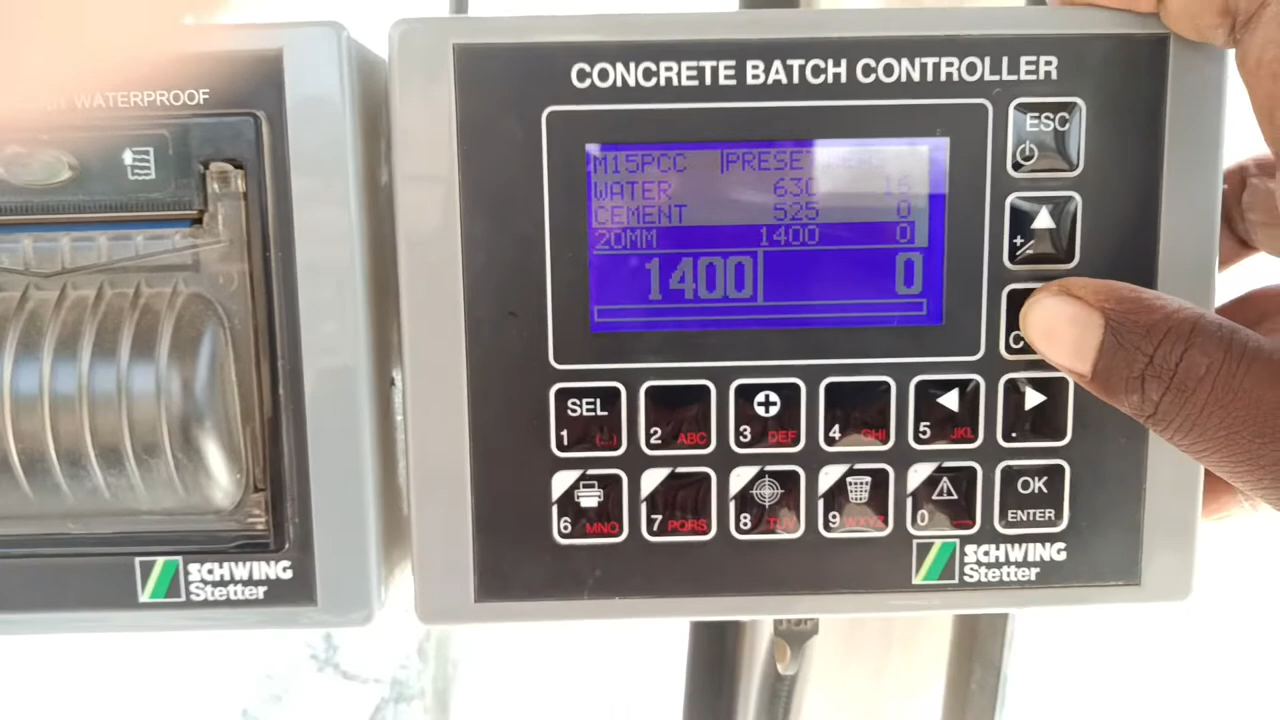 WATERPROOF
SCHWING
Stetter
CONCRETE BATCH CONTROLLER
M15PCC PRESET
WATER 630 16
CEMENT 525 0
20MM 1400 0
1400 0
ESC
+/-
C
SEL
1 (...)
2 ABC
3 DEF
4 GHI
5 JKL
.
6 MNO
7 PQRS
8 TUV
9 WXYZ
0
OK
ENTER
SCHWING
Stetter